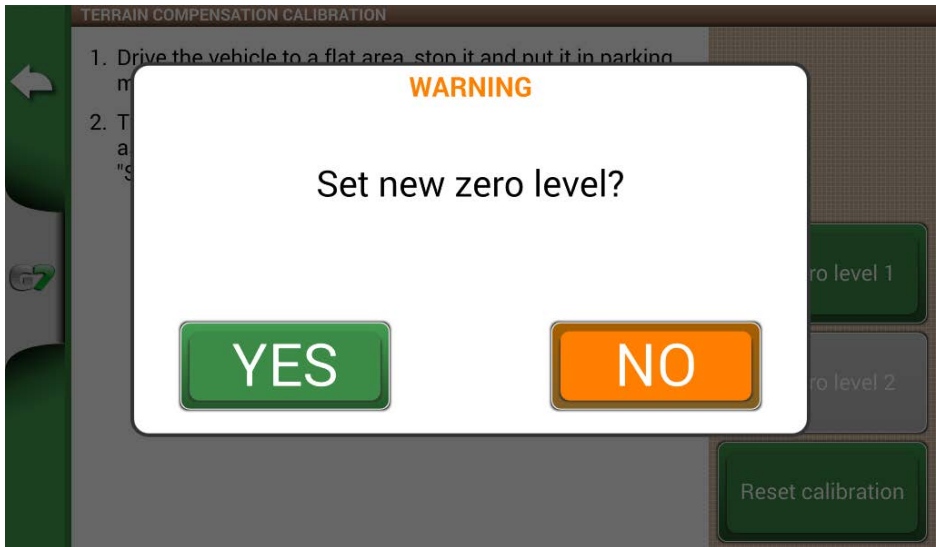 TERRAIN COMPENSATION CALIBRATION
1. Drive the vehicle to a flat area, stop it and put it in parking
m
WARNING
2. T
a
"S
Set new zero level?
G7
ro level 1
YES
NO
ro level 2
Reset calibration